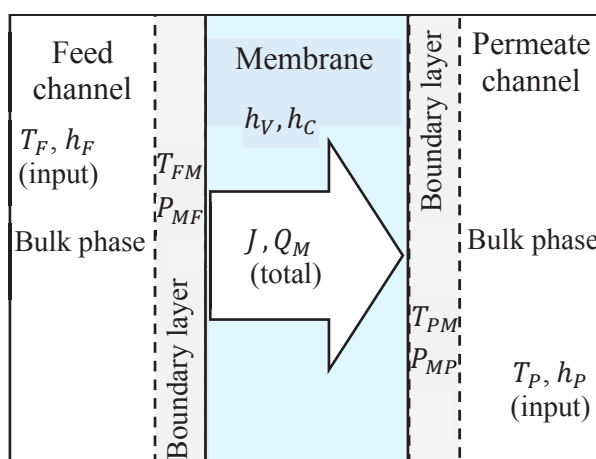 Feed
channel
T_F, h_F
(input)
Bulk phase
T_FM
P_MF
Boundary layer
Membrane
h_V, h_C
J, Q_M
(total)
Boundary layer
T_PM
P_MP
Permeate
channel
Bulk phase
T_P, h_P
(input)